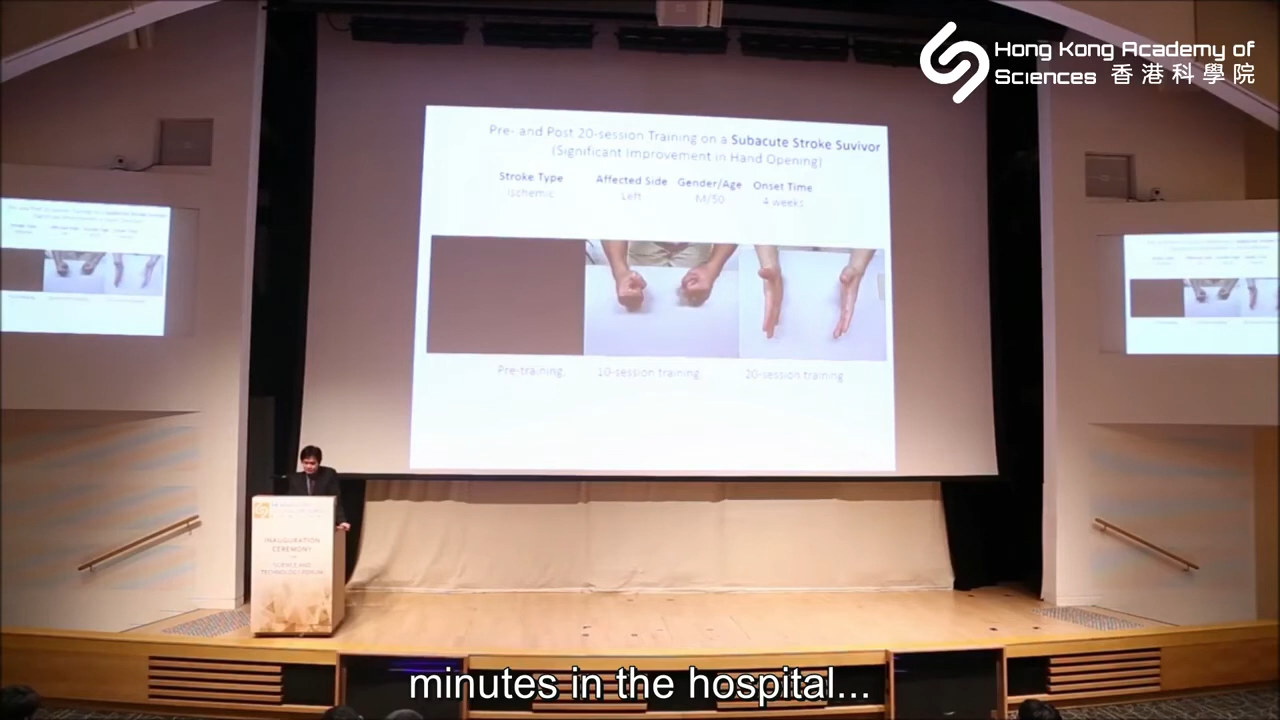 Hong Kong Academy of
Sciences 香港科學院
Pre- and Post 20-session Training on a Subacute Stroke Suvivor
(Significant Improvement in Hand Opening)
Stroke Type Affected Side Gender/Age Onset Time
Ischemic Left M/50 4 weeks
Pre-training, 10-session training 20-session training
INAUGURATION
CEREMONY
SCIENCE AND
TECHNOLOGY FORUM
minutes in the hospital...